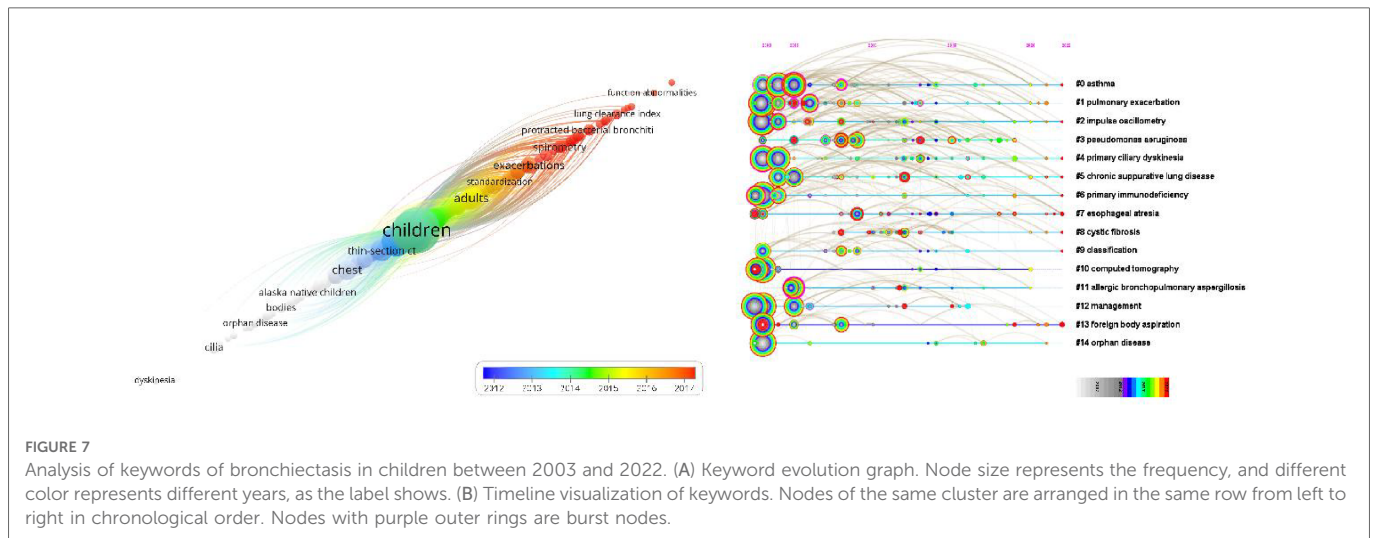 function abnormalities
lung clearance index
protracted bacterial bronchiti
spirometry
exacerbations
standardization
adults
children
thin-section ct
chest
alaska native children
bodies
orphan disease
cilia
dyskinesia
2012 2013 2014 2015 2016 2017
#0 asthma
#1 pulmonary exacerbation
#2 impulse oscillometry
#3 pseudomonas aeruginosa
#4 primary ciliary dyskinesia
#5 chronic suppurative lung disease
#6 primary immunodeficiency
#7 esophageal atresia
#8 cystic fibrosis
#9 classification
#10 computed tomography
#11 allergic bronchopulmonary aspergillosis
#12 management
#13 foreign body aspiration
#14 orphan disease
FIGURE 7
Analysis of keywords of bronchiectasis in children between 2003 and 2022. (A) Keyword evolution graph. Node size represents the frequency, and different
color represents different years, as the label shows. (B) Timeline visualization of keywords. Nodes of the same cluster are arranged in the same row from left to
right in chronological order. Nodes with purple outer rings are burst nodes.